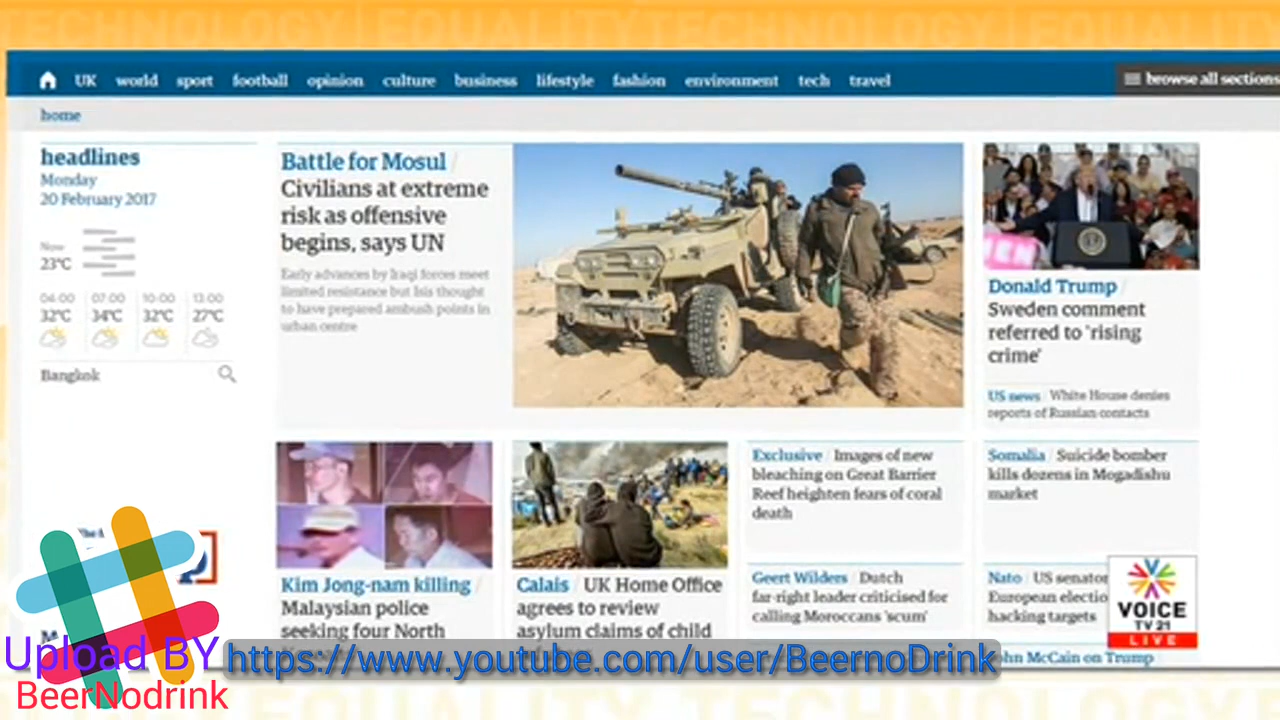 TECHNOLOGY | EQUALITY TECHNOLOGY | EQUALITY
UK world sport football opinion culture business lifestyle fashion environment tech travel
browse all sections
home
headlines
Monday
20 February 2017
Now
23°C
04:00 07:00 10:00 13:00
32°C 34°C 32°C 27°C
Bangkok
Battle for Mosul /
Civilians at extreme
risk as offensive
begins, says UN
Early advances by Iraqi forces meet
limited resistance but Isis thought
to have prepared ambush points in
urban centre
Donald Trump /
Sweden comment
referred to 'rising
crime'
US news / White House denies
reports of Russian contacts
Kim Jong-nam killing /
Malaysian police
seeking four North
Calais / UK Home Office
agrees to review
asylum claims of child
Exclusive / Images of new
bleaching on Great Barrier
Reef heighten fears of coral
death
Geert Wilders / Dutch
far-right leader criticised for
calling Moroccans 'scum'
Somalia / Suicide bomber
kills dozens in Mogadishu
market
Nato / US senator
European electio
hacking targets
John McCain on Trump
VOICE
TV 21
LIVE
Upload BY
BeerNodrink
https://www.youtube.com/user/BeernoDrink
TECHNOLOGY